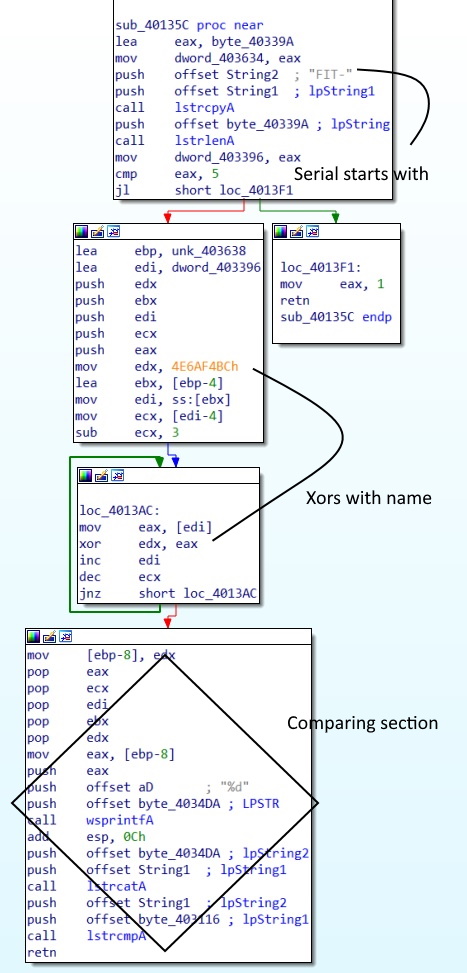 sub_40135C proc near
lea eax, byte_40339A
mov dword_403634, eax
push offset String2 ; "FIT-"
push offset String1 ; lpString1
call lstrcpyA
push offset byte_40339A ; lpString
call lstrlenA
mov dword_403396, eax
cmp eax, 5
jl short loc_4013F1
Serial starts with
lea ebp, unk_403638
lea edi, dword_403396
push edx
push ebx
push edi
push ecx
push eax
mov edx, 4E6AF4BCh
lea ebx, [ebp-4]
mov edi, ss:[ebx]
mov ecx, [edi-4]
sub ecx, 3
loc_4013F1:
mov eax, 1
retn
sub_40135C endp
Xors with name
loc_4013AC:
mov eax, [edi]
xor edx, eax
inc edi
dec ecx
jnz short loc_4013AC
mov [ebp-8], edx
pop eax
pop ecx
pop edi
pop ebx
pop edx
mov eax, [ebp-8]
push eax
push offset aD ; "%d"
push offset byte_4034DA ; LPSTR
call wsprintfA
add esp, 0Ch
push offset byte_4034DA ; lpString2
push offset String1 ; lpString1
call lstrcatA
push offset String1 ; lpString2
push offset byte_403116 ; lpString1
call lstrcmpA
retn
Comparing section